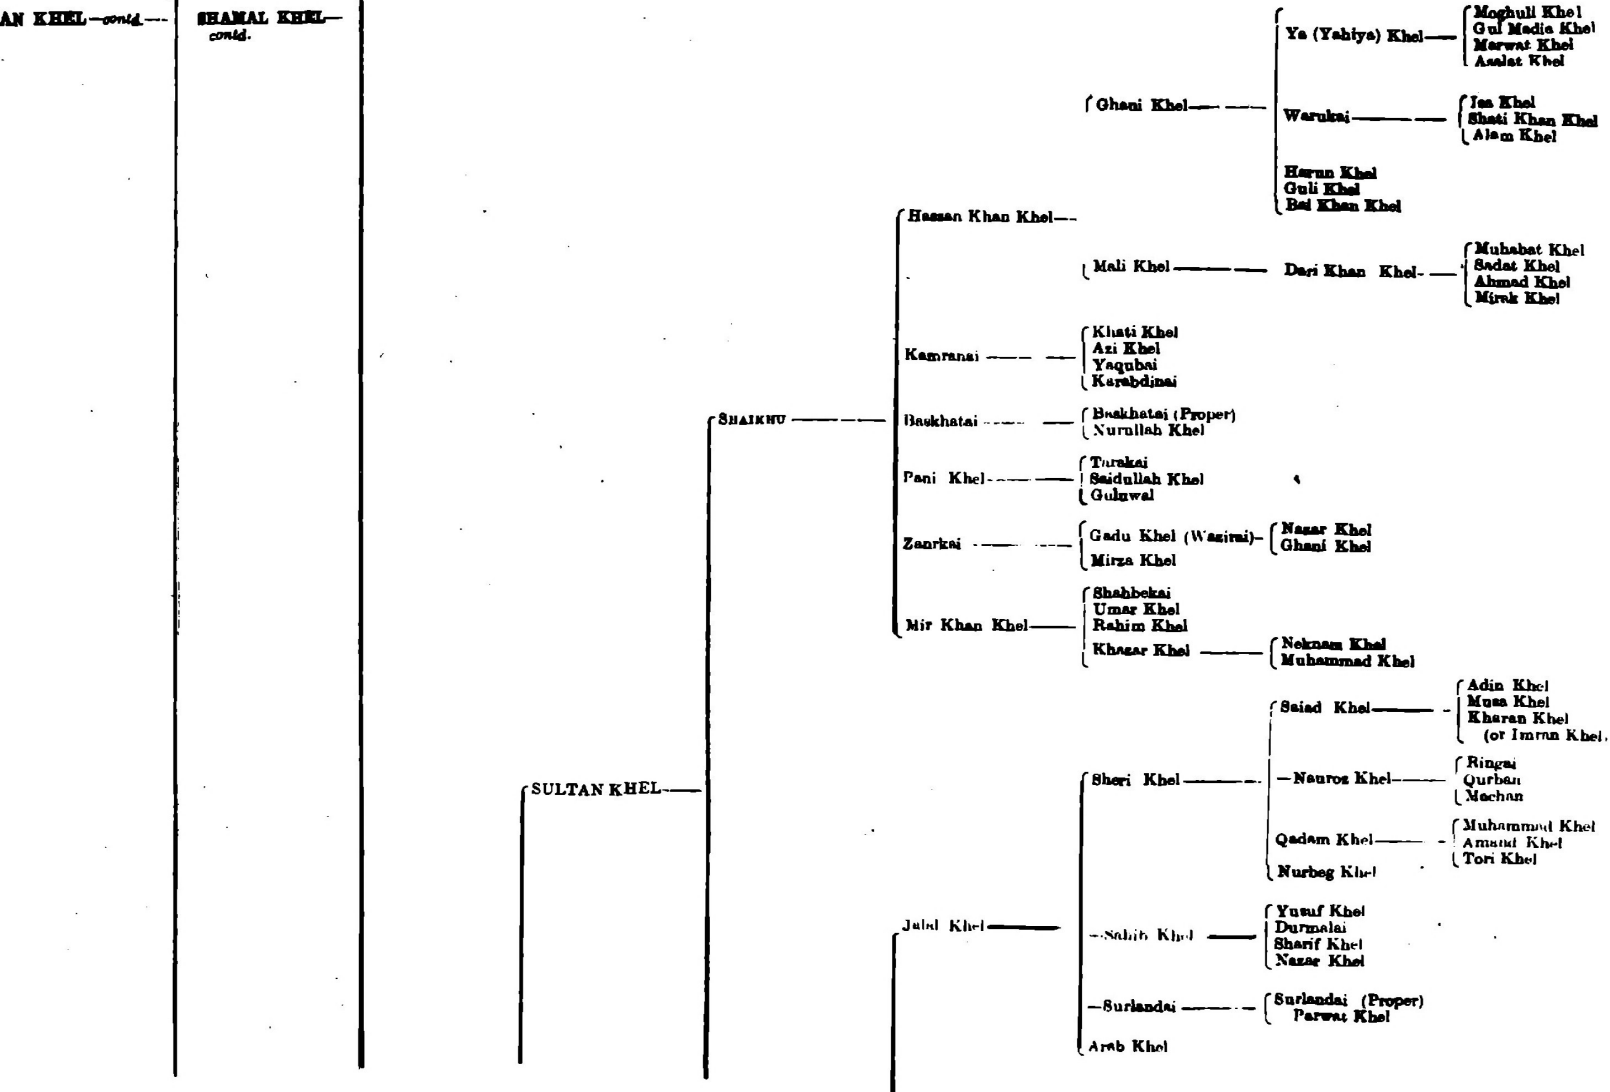 AN KHEL—contd.
SHAMAL KHEL—
contd.
SULTAN KHEL
SHAIKHU
Hassan Khan Khel
Ghani Khel
Ya (Yahiya) Khel
Moghuli Khel
Gul Madia Khel
Marwat Khel
Asalat Khel
Warukai
Isa Khel
Shati Khan Khel
Alam Khel
Harun Khel
Guli Khel
Bai Khan Khel
Mali Khel
Dari Khan Khel
Muhabat Khel
Sadat Khel
Ahmad Khel
Mirak Khel
Kamranai
Khati Khel
Azi Khel
Yaqubai
Karabdinai
Baskhatai
Baskhatai (Proper)
Nurullah Khel
Pani Khel
Turakai
Saidullah Khel
Guluwal
Zanrkai
Gadu Khel (Wazirai)
Nazar Khel
Ghani Khel
Mirza Khel
Mir Khan Khel
Shahbekai
Umar Khel
Rahim Khel
Khazar Khel
Neknam Khel
Muhammad Khel
Jalal Khel
Sheri Khel
Saiad Khel
Adin Khel
Musa Khel
Kharan Khel
(or Imran Khel.
Nauroz Khel
Ringai
Qurban
Machan
Qadam Khel
Muhammad Khel
Amand Khel
Tori Khel
Nurbeg Khel
Sahib Khel
Yusuf Khel
Durmalai
Sharif Khel
Nazar Khel
Surlandai
Surlandai (Proper)
Parwat Khel
Arab Khel